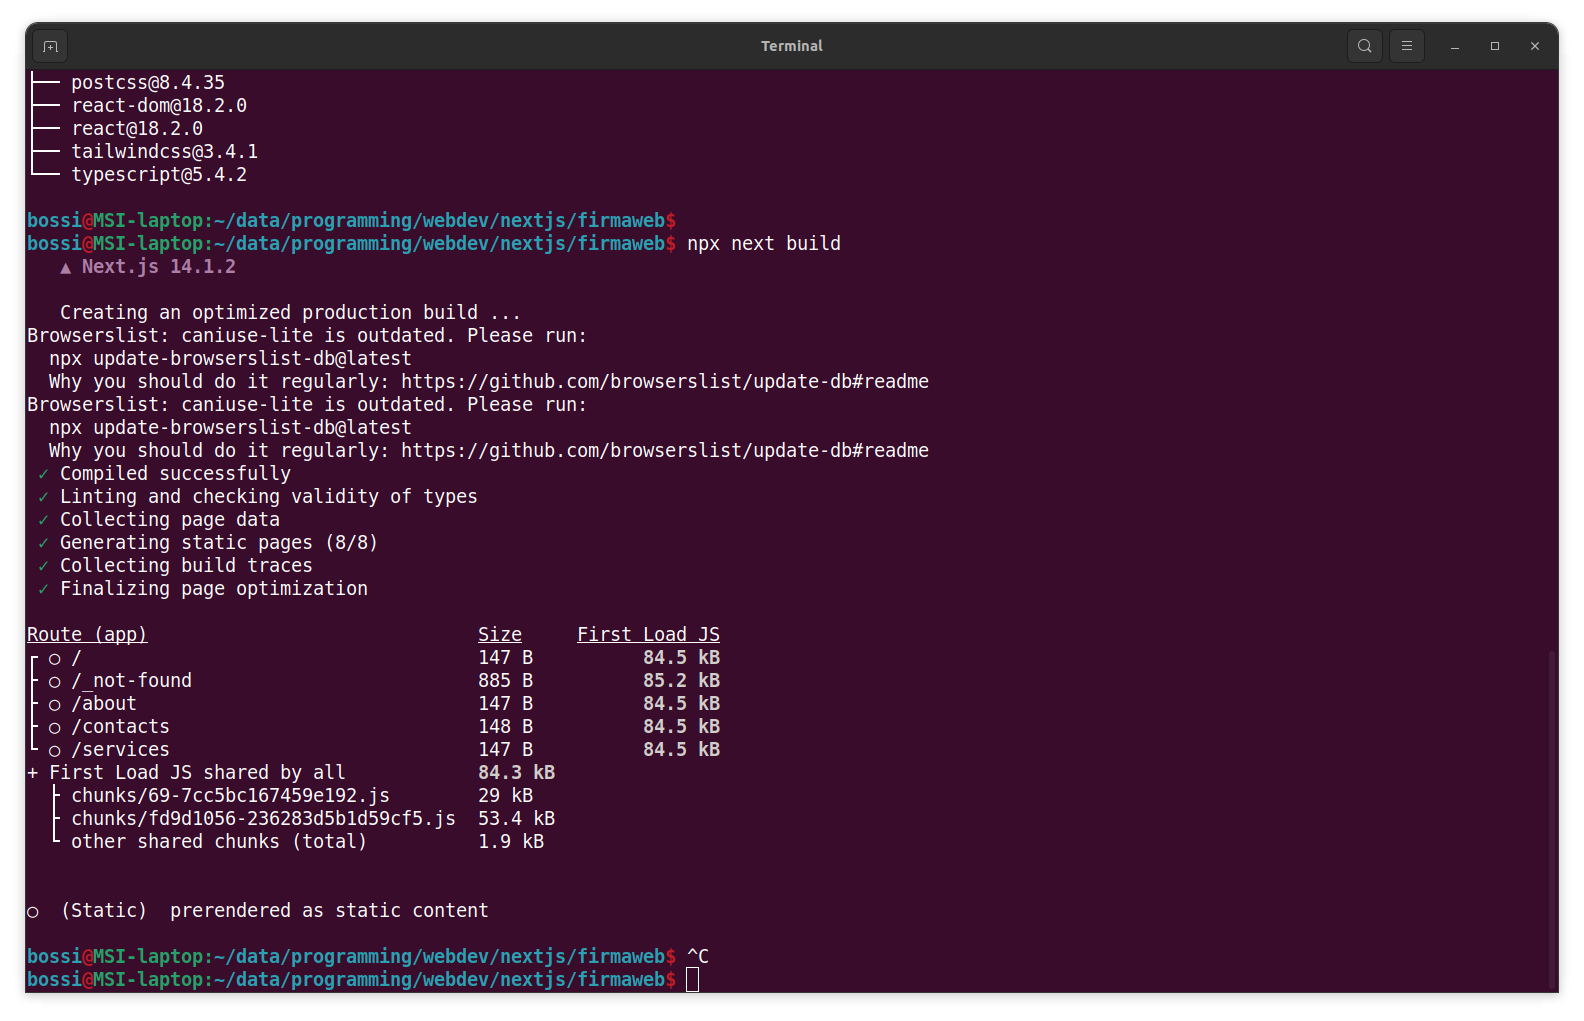 Terminal
├── postcss@8.4.35
├── react-dom@18.2.0
├── react@18.2.0
├── tailwindcss@3.4.1
└── typescript@5.4.2
bossi@MSI-laptop:~/data/programming/webdev/nextjs/firmaweb$
bossi@MSI-laptop:~/data/programming/webdev/nextjs/firmaweb$ npx next build
   ▲ Next.js 14.1.2
   Creating an optimized production build ...
Browserslist: caniuse-lite is outdated. Please run:
  npx update-browserslist-db@latest
  Why you should do it regularly: https://github.com/browserslist/update-db#readme
Browserslist: caniuse-lite is outdated. Please run:
  npx update-browserslist-db@latest
  Why you should do it regularly: https://github.com/browserslist/update-db#readme
 ✓ Compiled successfully
 ✓ Linting and checking validity of types
 ✓ Collecting page data
 ✓ Generating static pages (8/8)
 ✓ Collecting build traces
 ✓ Finalizing page optimization
Route (app)                              Size     First Load JS
┌ ○ /                                    147 B          84.5 kB
├ ○ /_not-found                          885 B          85.2 kB
├ ○ /about                               147 B          84.5 kB
├ ○ /contacts                            148 B          84.5 kB
└ ○ /services                            147 B          84.5 kB
+ First Load JS shared by all            84.3 kB
  ├ chunks/69-7cc5bc167459e192.js        29 kB
  ├ chunks/fd9d1056-236283d5b1d59cf5.js  53.4 kB
  └ other shared chunks (total)          1.9 kB
○  (Static)  prerendered as static content
bossi@MSI-laptop:~/data/programming/webdev/nextjs/firmaweb$ ^C
bossi@MSI-laptop:~/data/programming/webdev/nextjs/firmaweb$